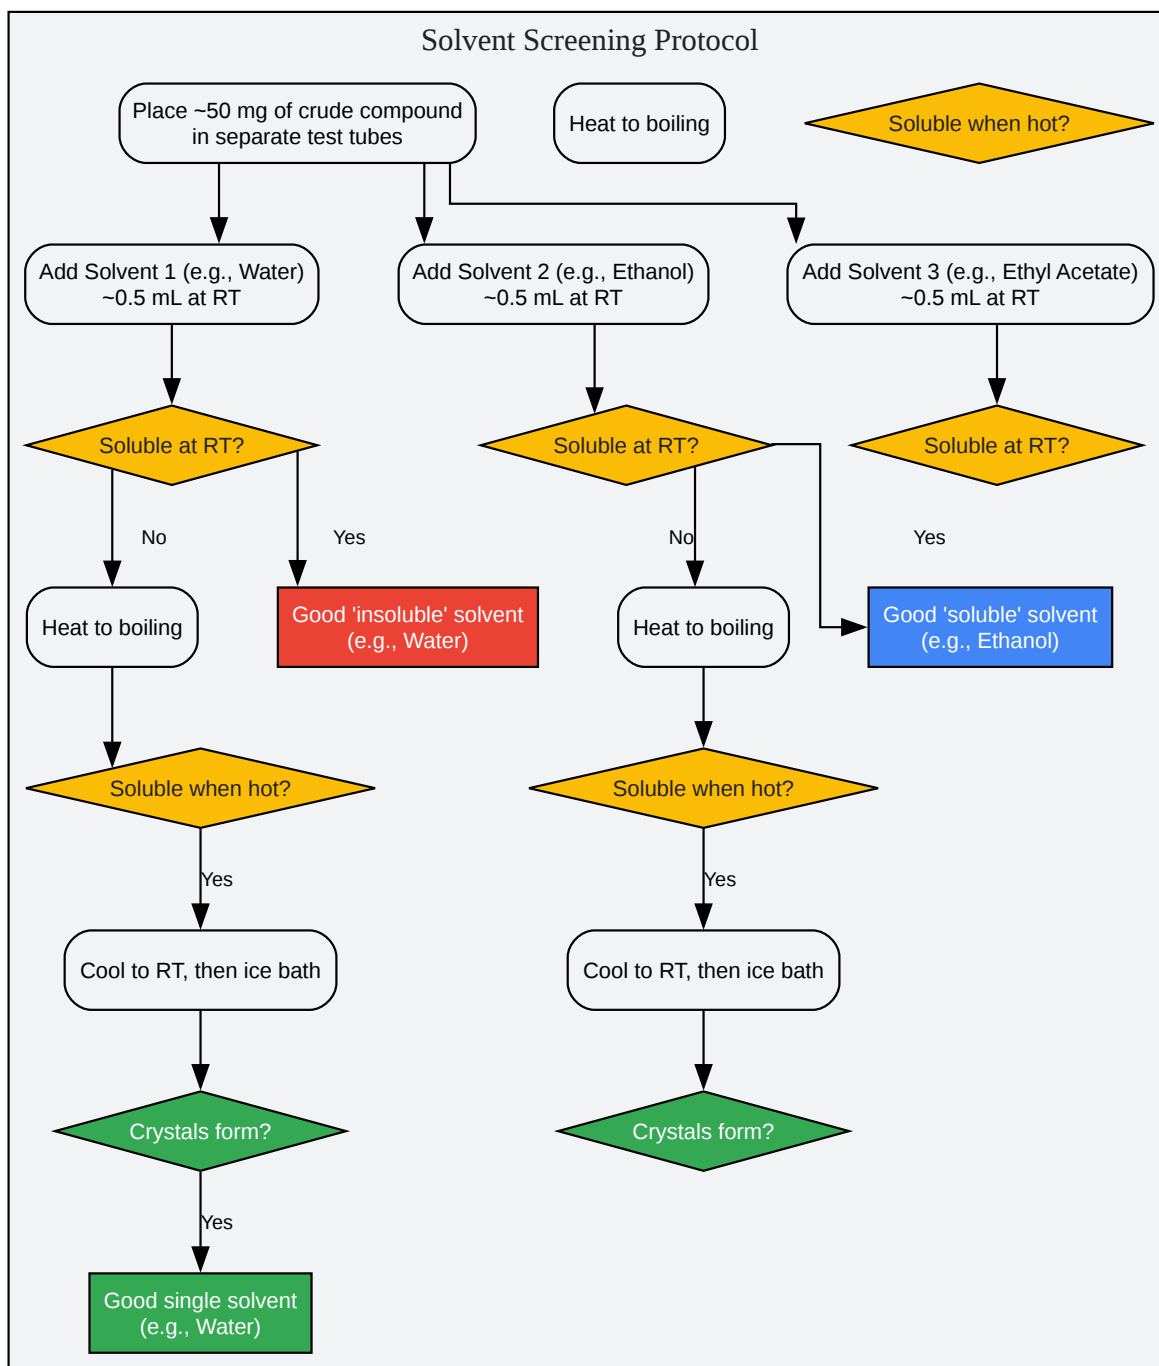 Solvent Screening Protocol
Place ~50 mg of crude compound
in separate test tubes
Heat to boiling
Soluble when hot?
Add Solvent 1 (e.g., Water)
~0.5 mL at RT
Add Solvent 2 (e.g., Ethanol)
~0.5 mL at RT
Add Solvent 3 (e.g., Ethyl Acetate)
~0.5 mL at RT
Soluble at RT?
Soluble at RT?
Soluble at RT?
No
Yes
No
Yes
Heat to boiling
Good 'insoluble' solvent
(e.g., Water)
Heat to boiling
Good 'soluble' solvent
(e.g., Ethanol)
Soluble when hot?
Soluble when hot?
Yes
Yes
Cool to RT, then ice bath
Cool to RT, then ice bath
Crystals form?
Crystals form?
Yes
Good single solvent
(e.g., Water)